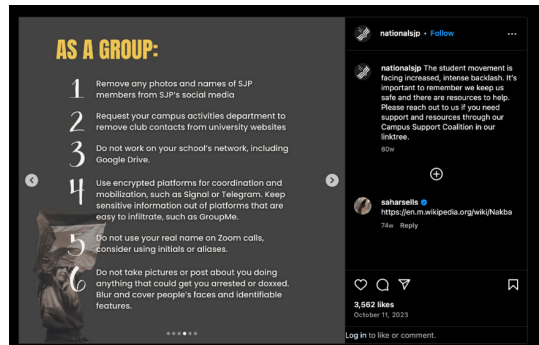 AS A GROUP:
1 Remove any photos and names of SJP
members from SJP's social media
2 Request your campus activities department to
remove club contacts from university websites
3 Do not work on your school's network, including
Google Drive.
4 Use encrypted platforms for coordination and
mobilization, such as Signal or Telegram. Keep
sensitive information out of platforms that are
easy to infiltrate, such as GroupMe.
5 Do not use your real name on Zoom calls,
consider using initials or aliases.
6 Do not take pictures or post about you doing
anything that could get you arrested or doxxed.
Blur and cover people's faces and identifiable
features.
nationalsjp • Follow
nationalsjp The student movement is
facing increased, intense backlash. It's
important to remember we keep us
safe and there are resources to help.
Please reach out to us if you need
support and resources through our
Campus Support Coalition in our
linktree.
80w
saharsells
https://en.m.wikipedia.org/wiki/Nakba
74w Reply
3,562 likes
October 11, 2023
Log in to like or comment.